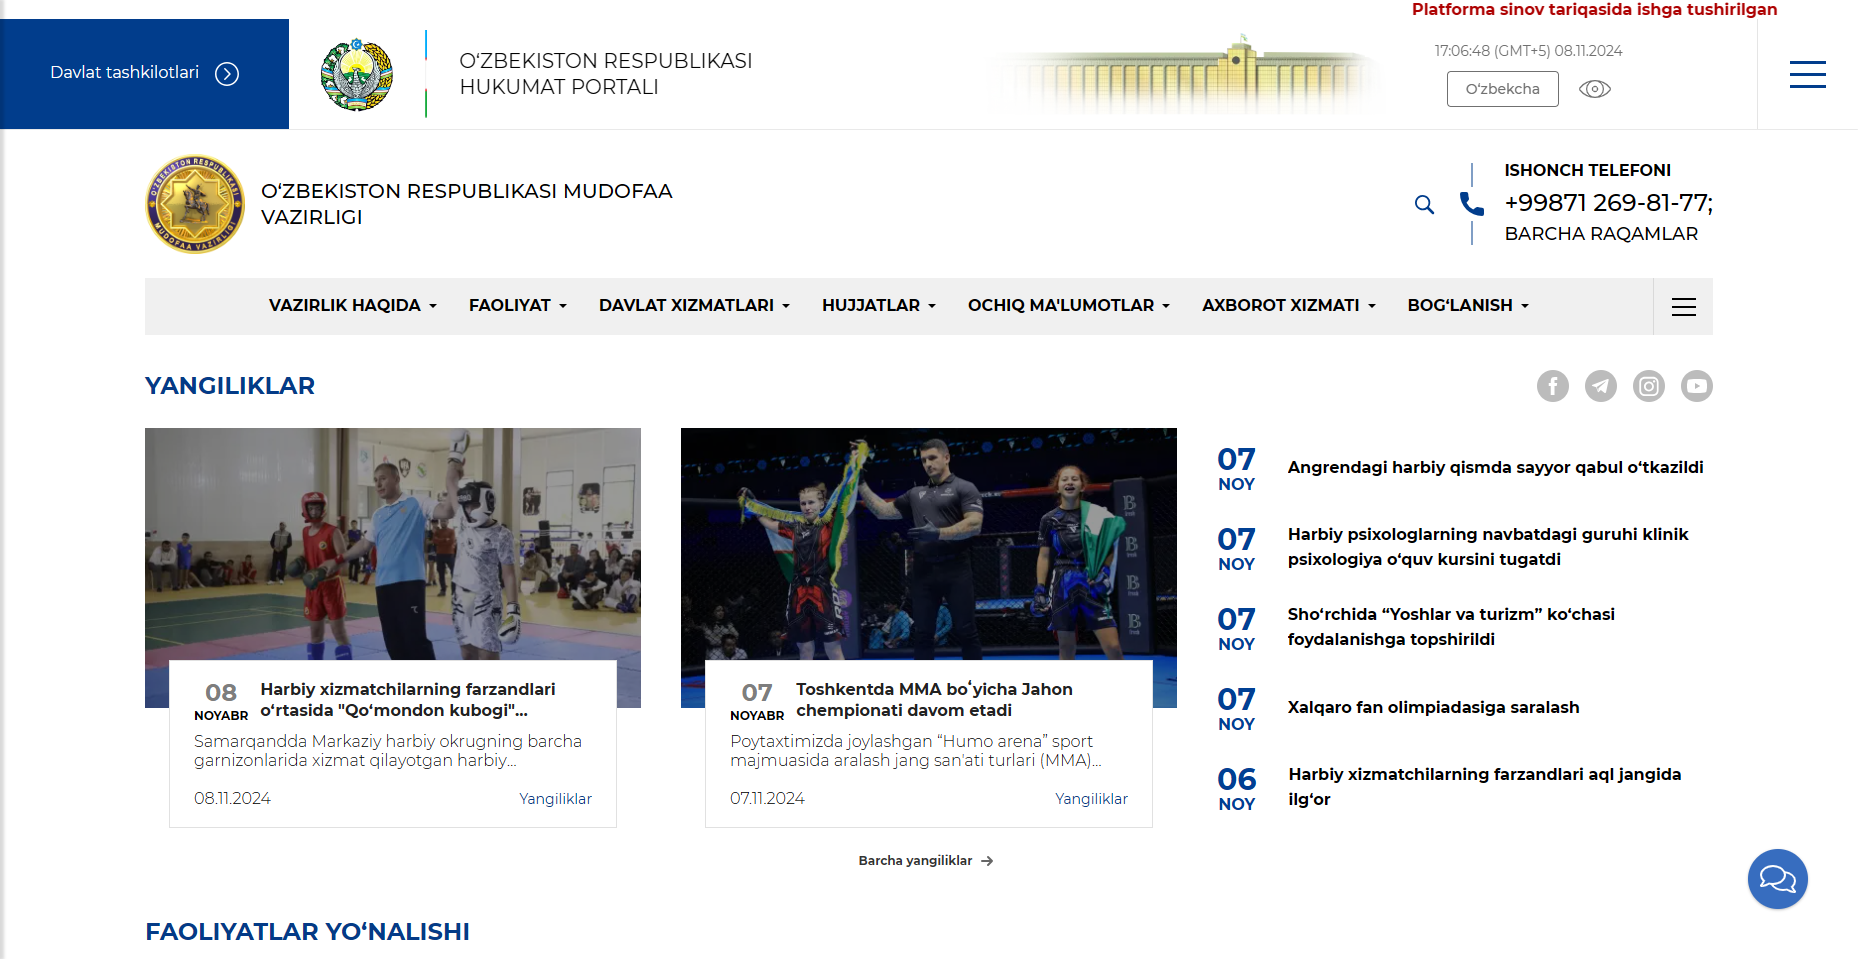 Platforma sinov tariqasida ishga tushirilgan
Davlat tashkilotlari
O‘ZBEKISTON RESPUBLIKASI
HUKUMAT PORTALI
17:06:48 (GMT+5) 08.11.2024
O‘zbekcha
O‘ZBEKISTON RESPUBLIKASI
MUDOFAA VAZIRLIGI
O‘ZBEKISTON RESPUBLIKASI MUDOFAA
VAZIRLIGI
ISHONCH TELEFONI
+99871 269-81-77;
BARCHA RAQAMLAR
VAZIRLIK HAQIDA
FAOLIYAT
DAVLAT XIZMATLARI
HUJJATLAR
OCHIQ MA'LUMOTLAR
AXBOROT XIZMATI
BOG‘LANISH
YANGILIKLAR
08
NOYABR
Harbiy xizmatchilarning farzandlari
o‘rtasida "Qo‘mondon kubogi"...
Samarqandda Markaziy harbiy okrugning barcha
garnizonlarida xizmat qilayotgan harbiy...
08.11.2024
Yangiliklar
07
NOYABR
Toshkentda MMA boʻyicha Jahon
chempionati davom etadi
Poytaxtimizda joylashgan “Humo arena” sport
majmuasida aralash jang san'ati turlari (MMA)...
07.11.2024
Yangiliklar
07
NOY
Angrendagi harbiy qismda sayyor qabul o‘tkazildi
07
NOY
Harbiy psixologlarning navbatdagi guruhi klinik
psixologiya o‘quv kursini tugatdi
07
NOY
Sho‘rchida “Yoshlar va turizm” ko‘chasi
foydalanishga topshirildi
07
NOY
Xalqaro fan olimpiadasiga saralash
06
NOY
Harbiy xizmatchilarning farzandlari aql jangida
ilg‘or
Barcha yangiliklar
FAOLIYATLAR YO‘NALISHI